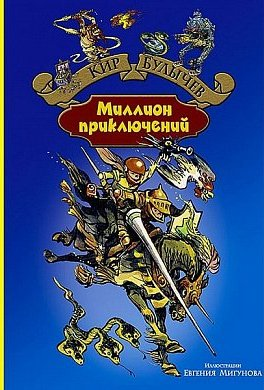 КИР БУЛЫЧЕВ
Миллион
приключений
Иллюстрации
Евгения Мигунова